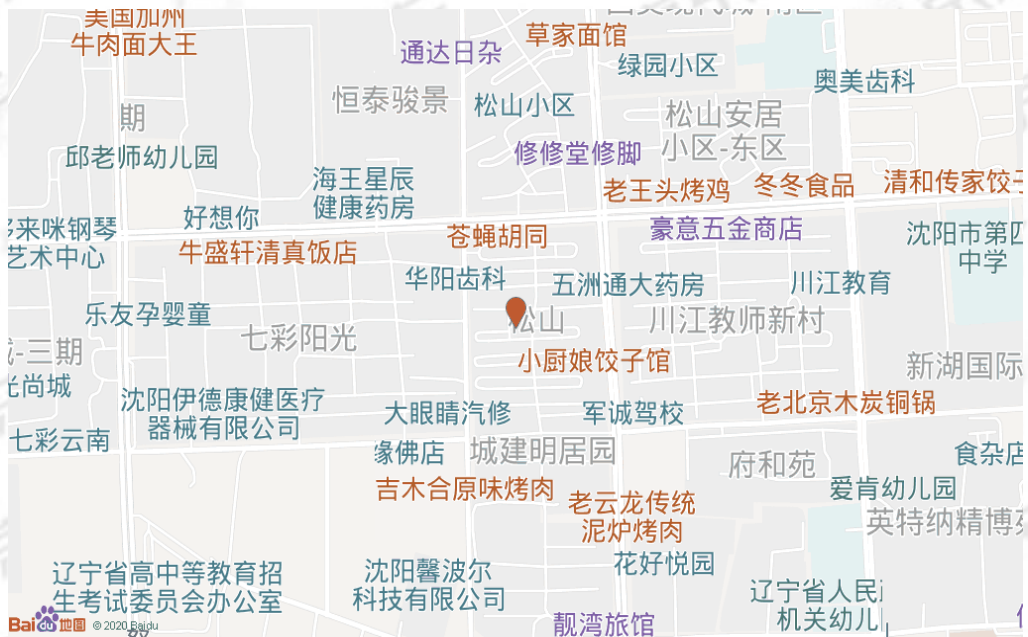 美国加州
牛肉面大王
草家面馆
通达日杂
绿园小区
奥美齿科
恒泰骏景
松山小区
期
松山安居
小区-东区
邱老师幼儿园
修修堂修脚
海王星辰
健康药房
老王头烤鸡
冬冬食品
清和传家饺子
好想你
多来咪钢琴
艺术中心
苍蝇胡同
豪意五金商店
沈阳市第四
中学
牛盛轩清真饭店
华阳齿科
五洲通大药房
川江教育
乐友孕婴童
松山
川江教师新村
七彩阳光
-三期
小厨娘饺子馆
新湖国际
光尚城
沈阳伊德康健医疗
器械有限公司
大眼睛汽修
军诚驾校
老北京木炭铜锅
七彩云南
缘佛店
城建明居园
府和苑
食杂店
吉木合原味烤肉
爱肯幼儿园
老云龙传统
泥炉烤肉
英特纳精博苑
花好悦园
辽宁省高中等教育招
生考试委员会办公室
沈阳馨波尔
科技有限公司
辽宁省人民
机关幼儿
靓湾旅馆
Bai du 地图 © 2020 Baidu